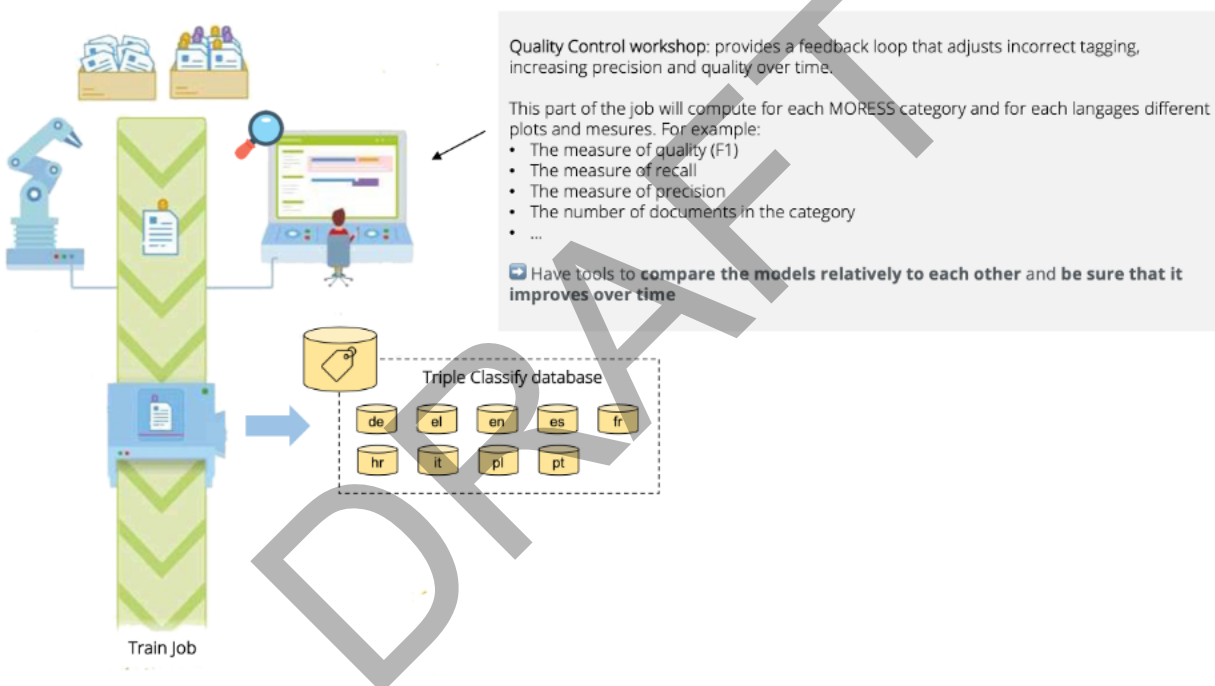 Quality Control workshop: provides a feedback loop that adjusts incorrect tagging,
increasing precision and quality over time.
This part of the job will compute for each MORESS category and for each langages different
plots and mesures. For example:
• The measure of quality (F1)
• The measure of recall
• The measure of precision
• The number of documents in the category
• ...
➡ Have tools to compare the models relatively to each other and be sure that it
improves over time
Triple Classify database
de el en es fr
hr it pl pt
Train Job
DRAFT